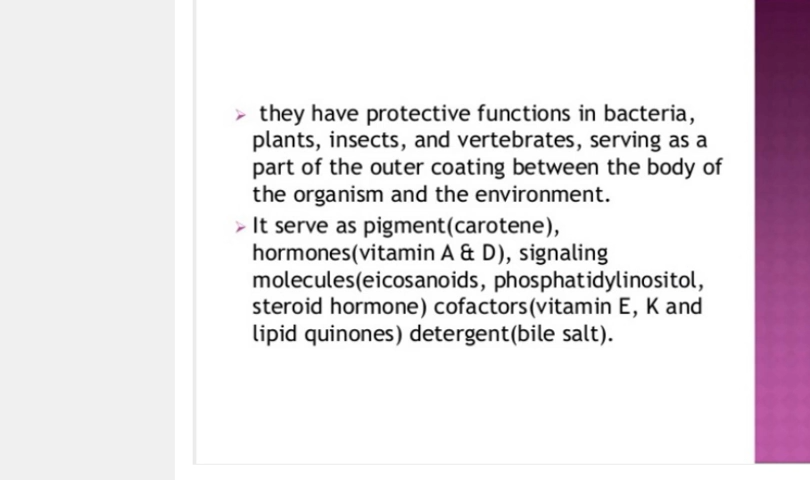 ➢ they have protective functions in bacteria,
plants, insects, and vertebrates, serving as a
part of the outer coating between the body of
the organism and the environment.
➢ It serve as pigment(carotene),
hormones(vitamin A & D), signaling
molecules(eicosanoids, phosphatidylinositol,
steroid hormone) cofactors(vitamin E, K and
lipid quinones) detergent(bile salt).